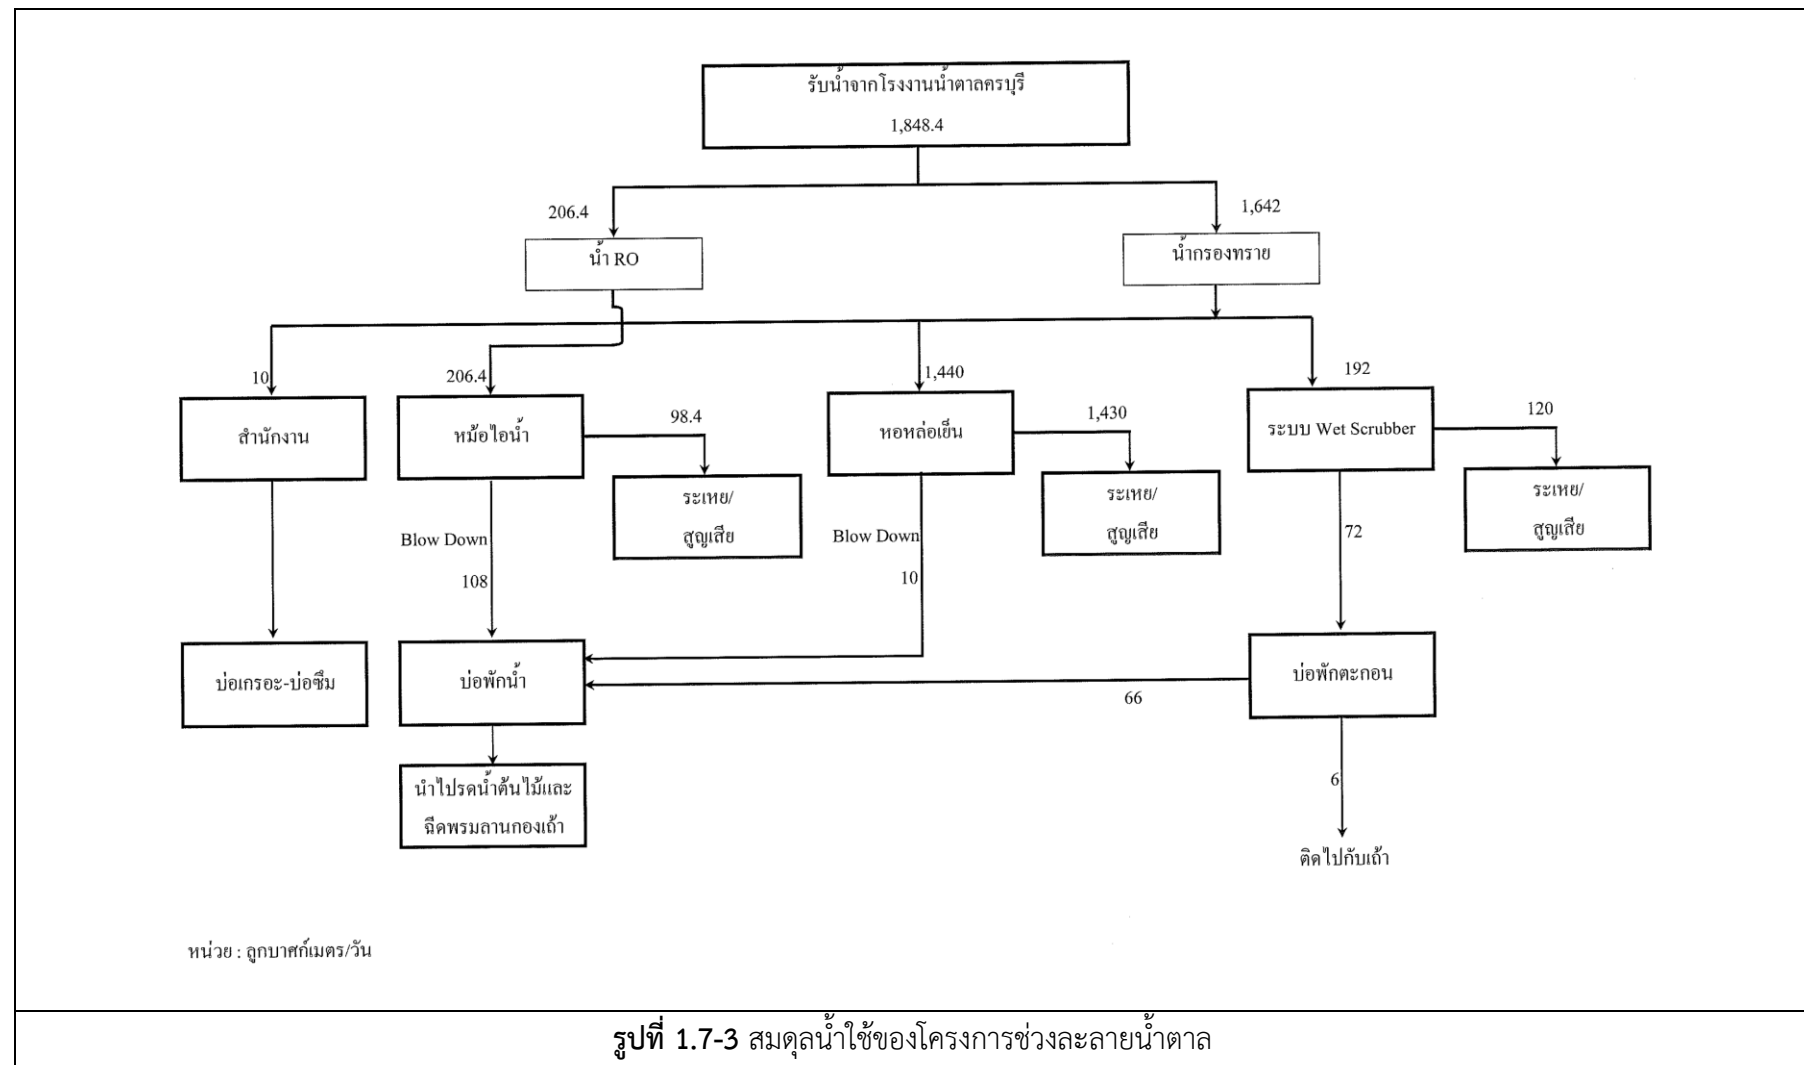 รับน้ำจากโรงงานน้ำตาลครบุรี
1,848.4
206.4
1,642
น้ำ RO
น้ำกรองทราย
10
206.4
1,440
192
สำนักงาน
หม้อไอน้ำ
98.4
หอหล่อเย็น
1,430
ระบบ Wet Scrubber
120
ระเหย/
สูญเสีย
ระเหย/
สูญเสีย
ระเหย/
สูญเสีย
Blow Down
108
Blow Down
10
72
บ่อเกรอะ-บ่อซึม
บ่อพักน้ำ
66
บ่อพักตะกอน
นำไปรดน้ำต้นไม้และ
ฉีดพรมลานกองเถ้า
6
ติดไปกับเถ้า
หน่วย : ลูกบาศก์เมตร/วัน
รูปที่ 1.7-3 สมดุลน้ำใช้ของโครงการช่วงละลายน้ำตาล